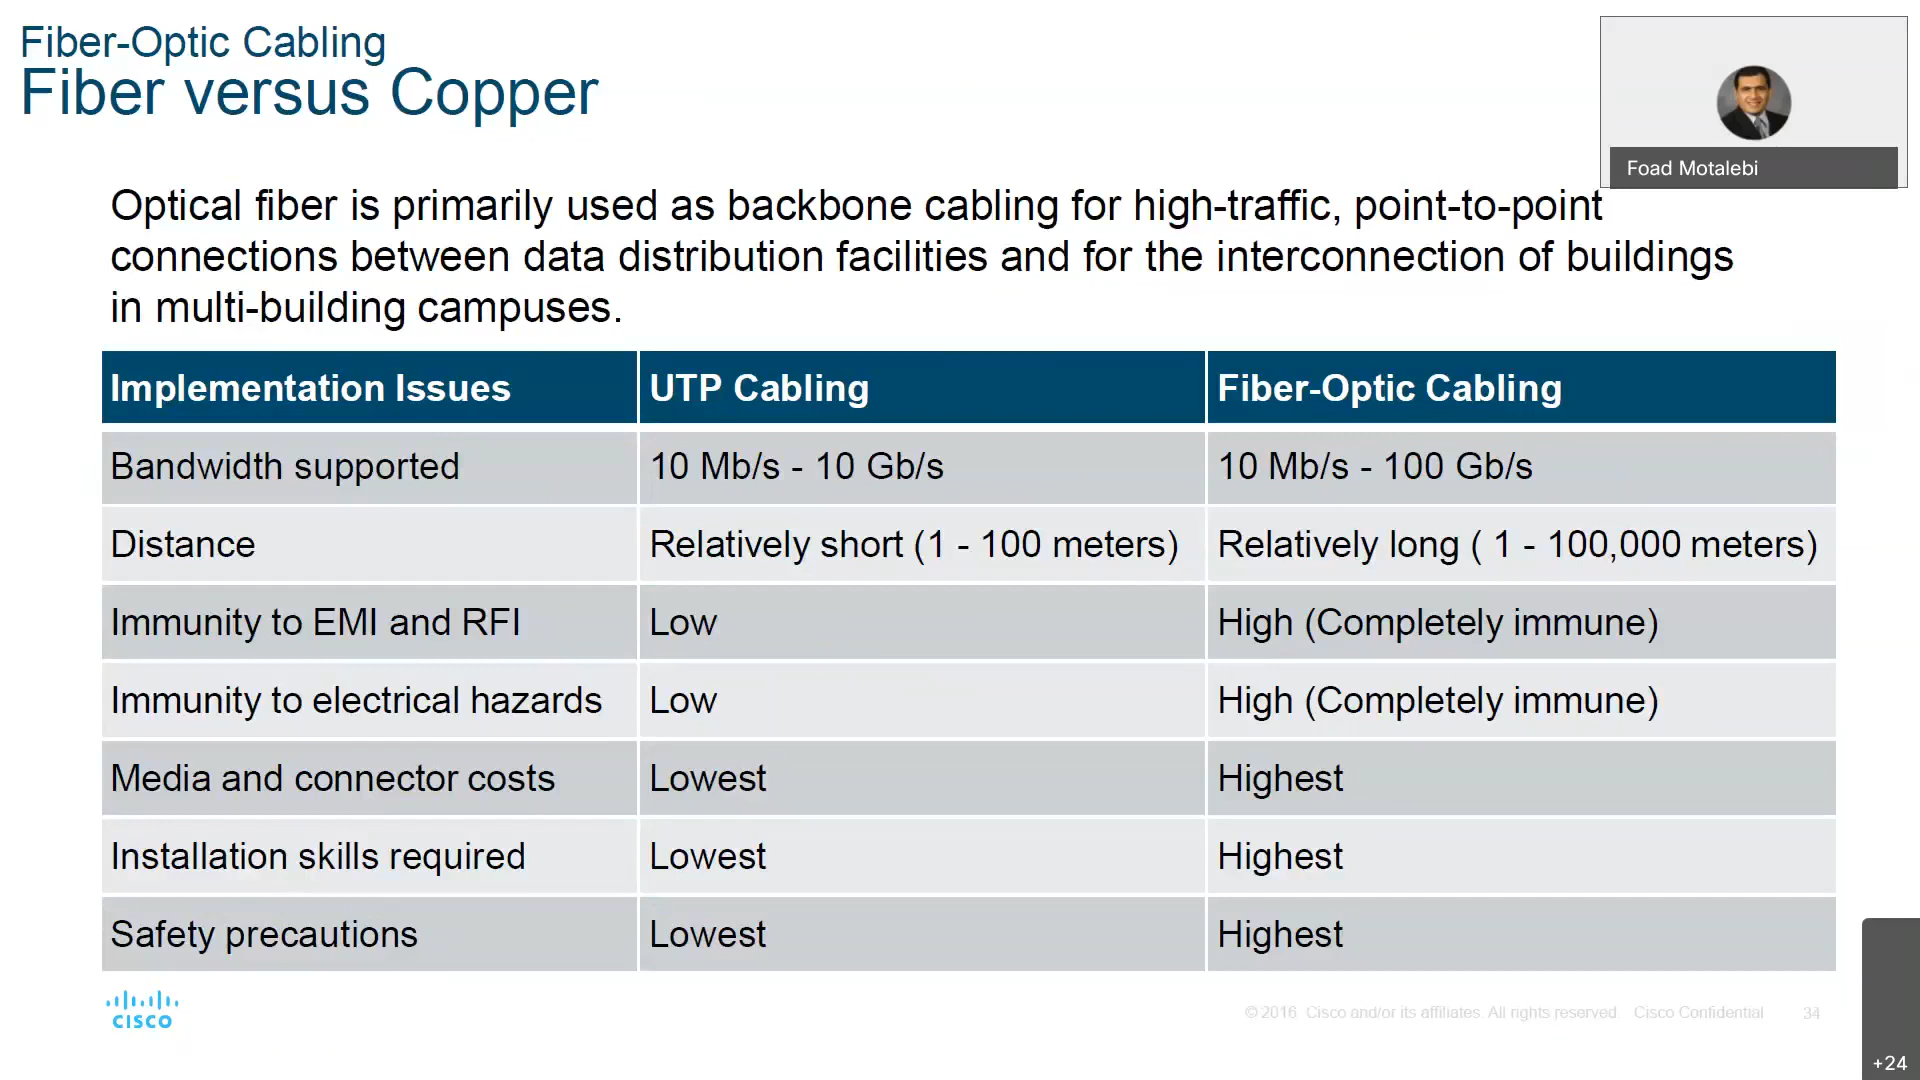 Fiber-Optic Cabling
Fiber versus Copper
Foad Motalebi
Optical fiber is primarily used as backbone cabling for high-traffic, point-to-point
connections between data distribution facilities and for the interconnection of buildings
in multi-building campuses.
Implementation Issues UTP Cabling Fiber-Optic Cabling
Bandwidth supported 10 Mb/s - 10 Gb/s 10 Mb/s - 100 Gb/s
Distance Relatively short (1 - 100 meters) Relatively long ( 1 - 100,000 meters)
Immunity to EMI and RFI Low High (Completely immune)
Immunity to electrical hazards Low High (Completely immune)
Media and connector costs Lowest Highest
Installation skills required Lowest Highest
Safety precautions Lowest Highest
CISCO
© 2016 Cisco and/or its affiliates. All rights reserved. Cisco Confidential 34
+24